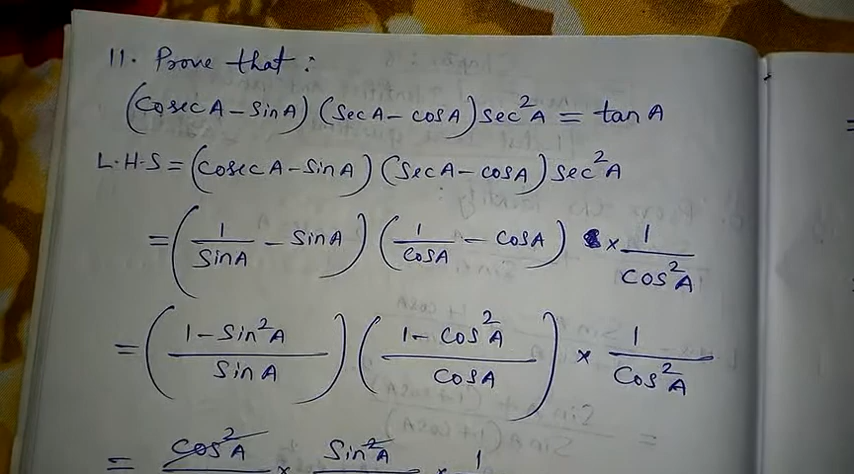 11. Prove that :
(CosecA - SinA) (SecA - cosA) sec²A = tanA
L.H.S = (cosecA - sinA) (SecA - cosA) sec²A
= (1/SinA - SinA) (1/CosA - CosA) × 1/Cos²A
= ((1 - Sin²A)/SinA) ((1 - Cos²A)/CosA) × 1/Cos²A
= Cos²A × Sin²A × 1